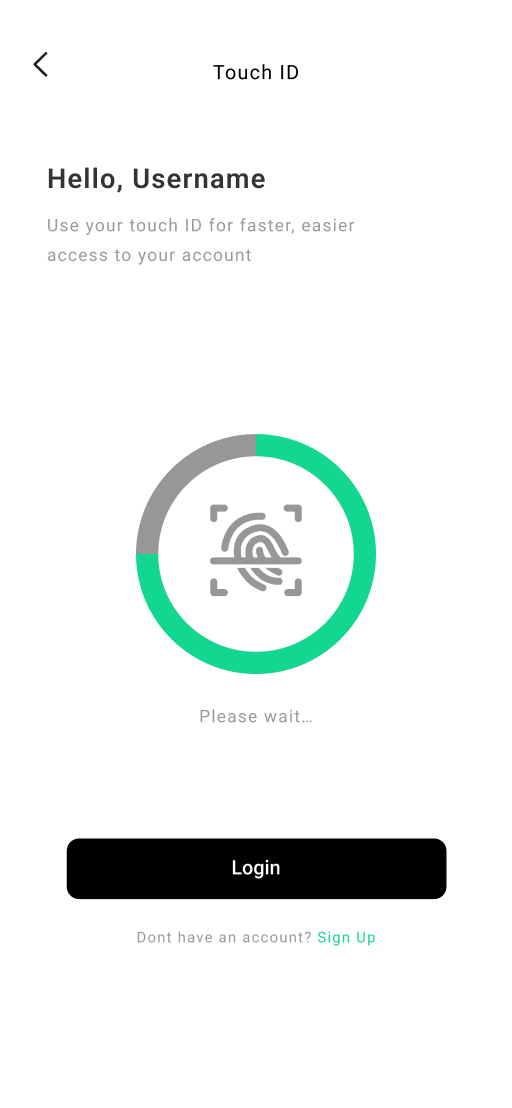 Touch ID
Hello, Username
Use your touch ID for faster, easier
access to your account
Please wait...
Login
Dont have an account? Sign Up